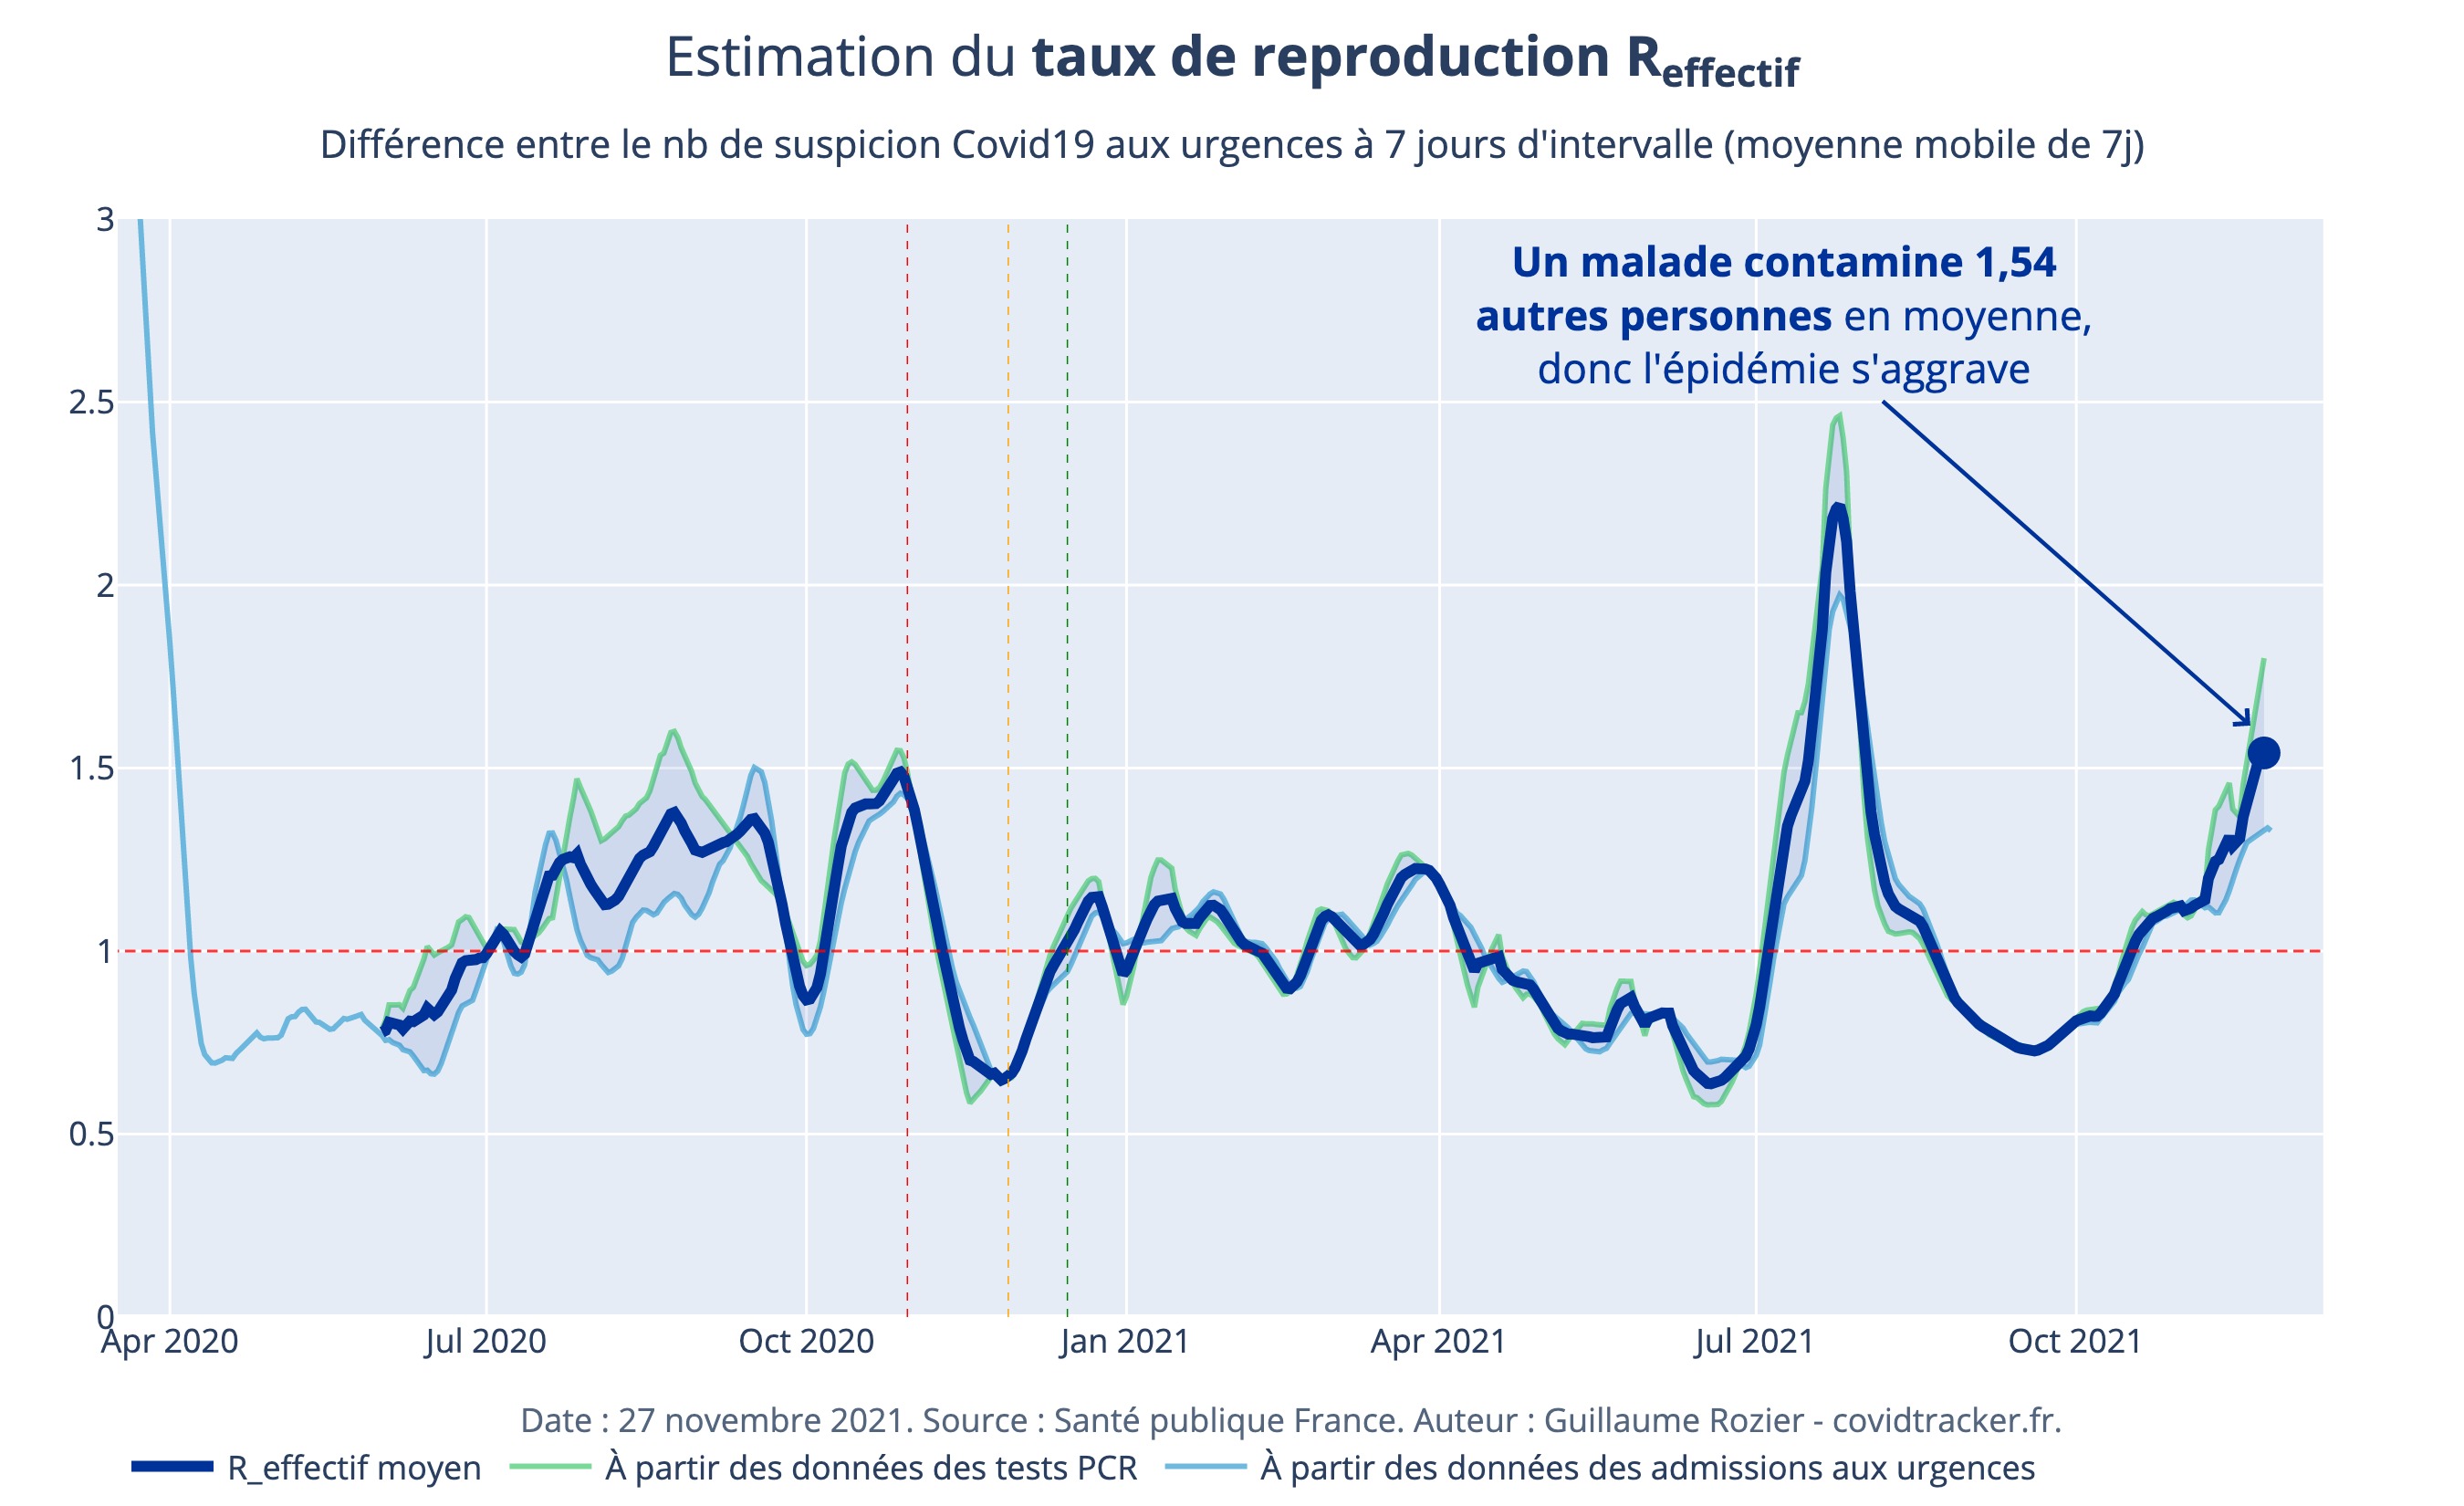 Estimation du taux de reproduction Reffectif
Différence entre le nb de suspicion Covid19 aux urgences à 7 jours d'intervalle (moyenne mobile de 7j)
Un malade contamine 1,54
autres personnes en moyenne,
donc l'épidémie s'aggrave
3
2.5
2
1.5
1
0.5
0
Apr 2020 Jul 2020 Oct 2020 Jan 2021 Apr 2021 Jul 2021 Oct 2021
Date : 27 novembre 2021. Source : Santé publique France. Auteur : Guillaume Rozier - covidtracker.fr.
R_effectif moyen À partir des données des tests PCR À partir des données des admissions aux urgences